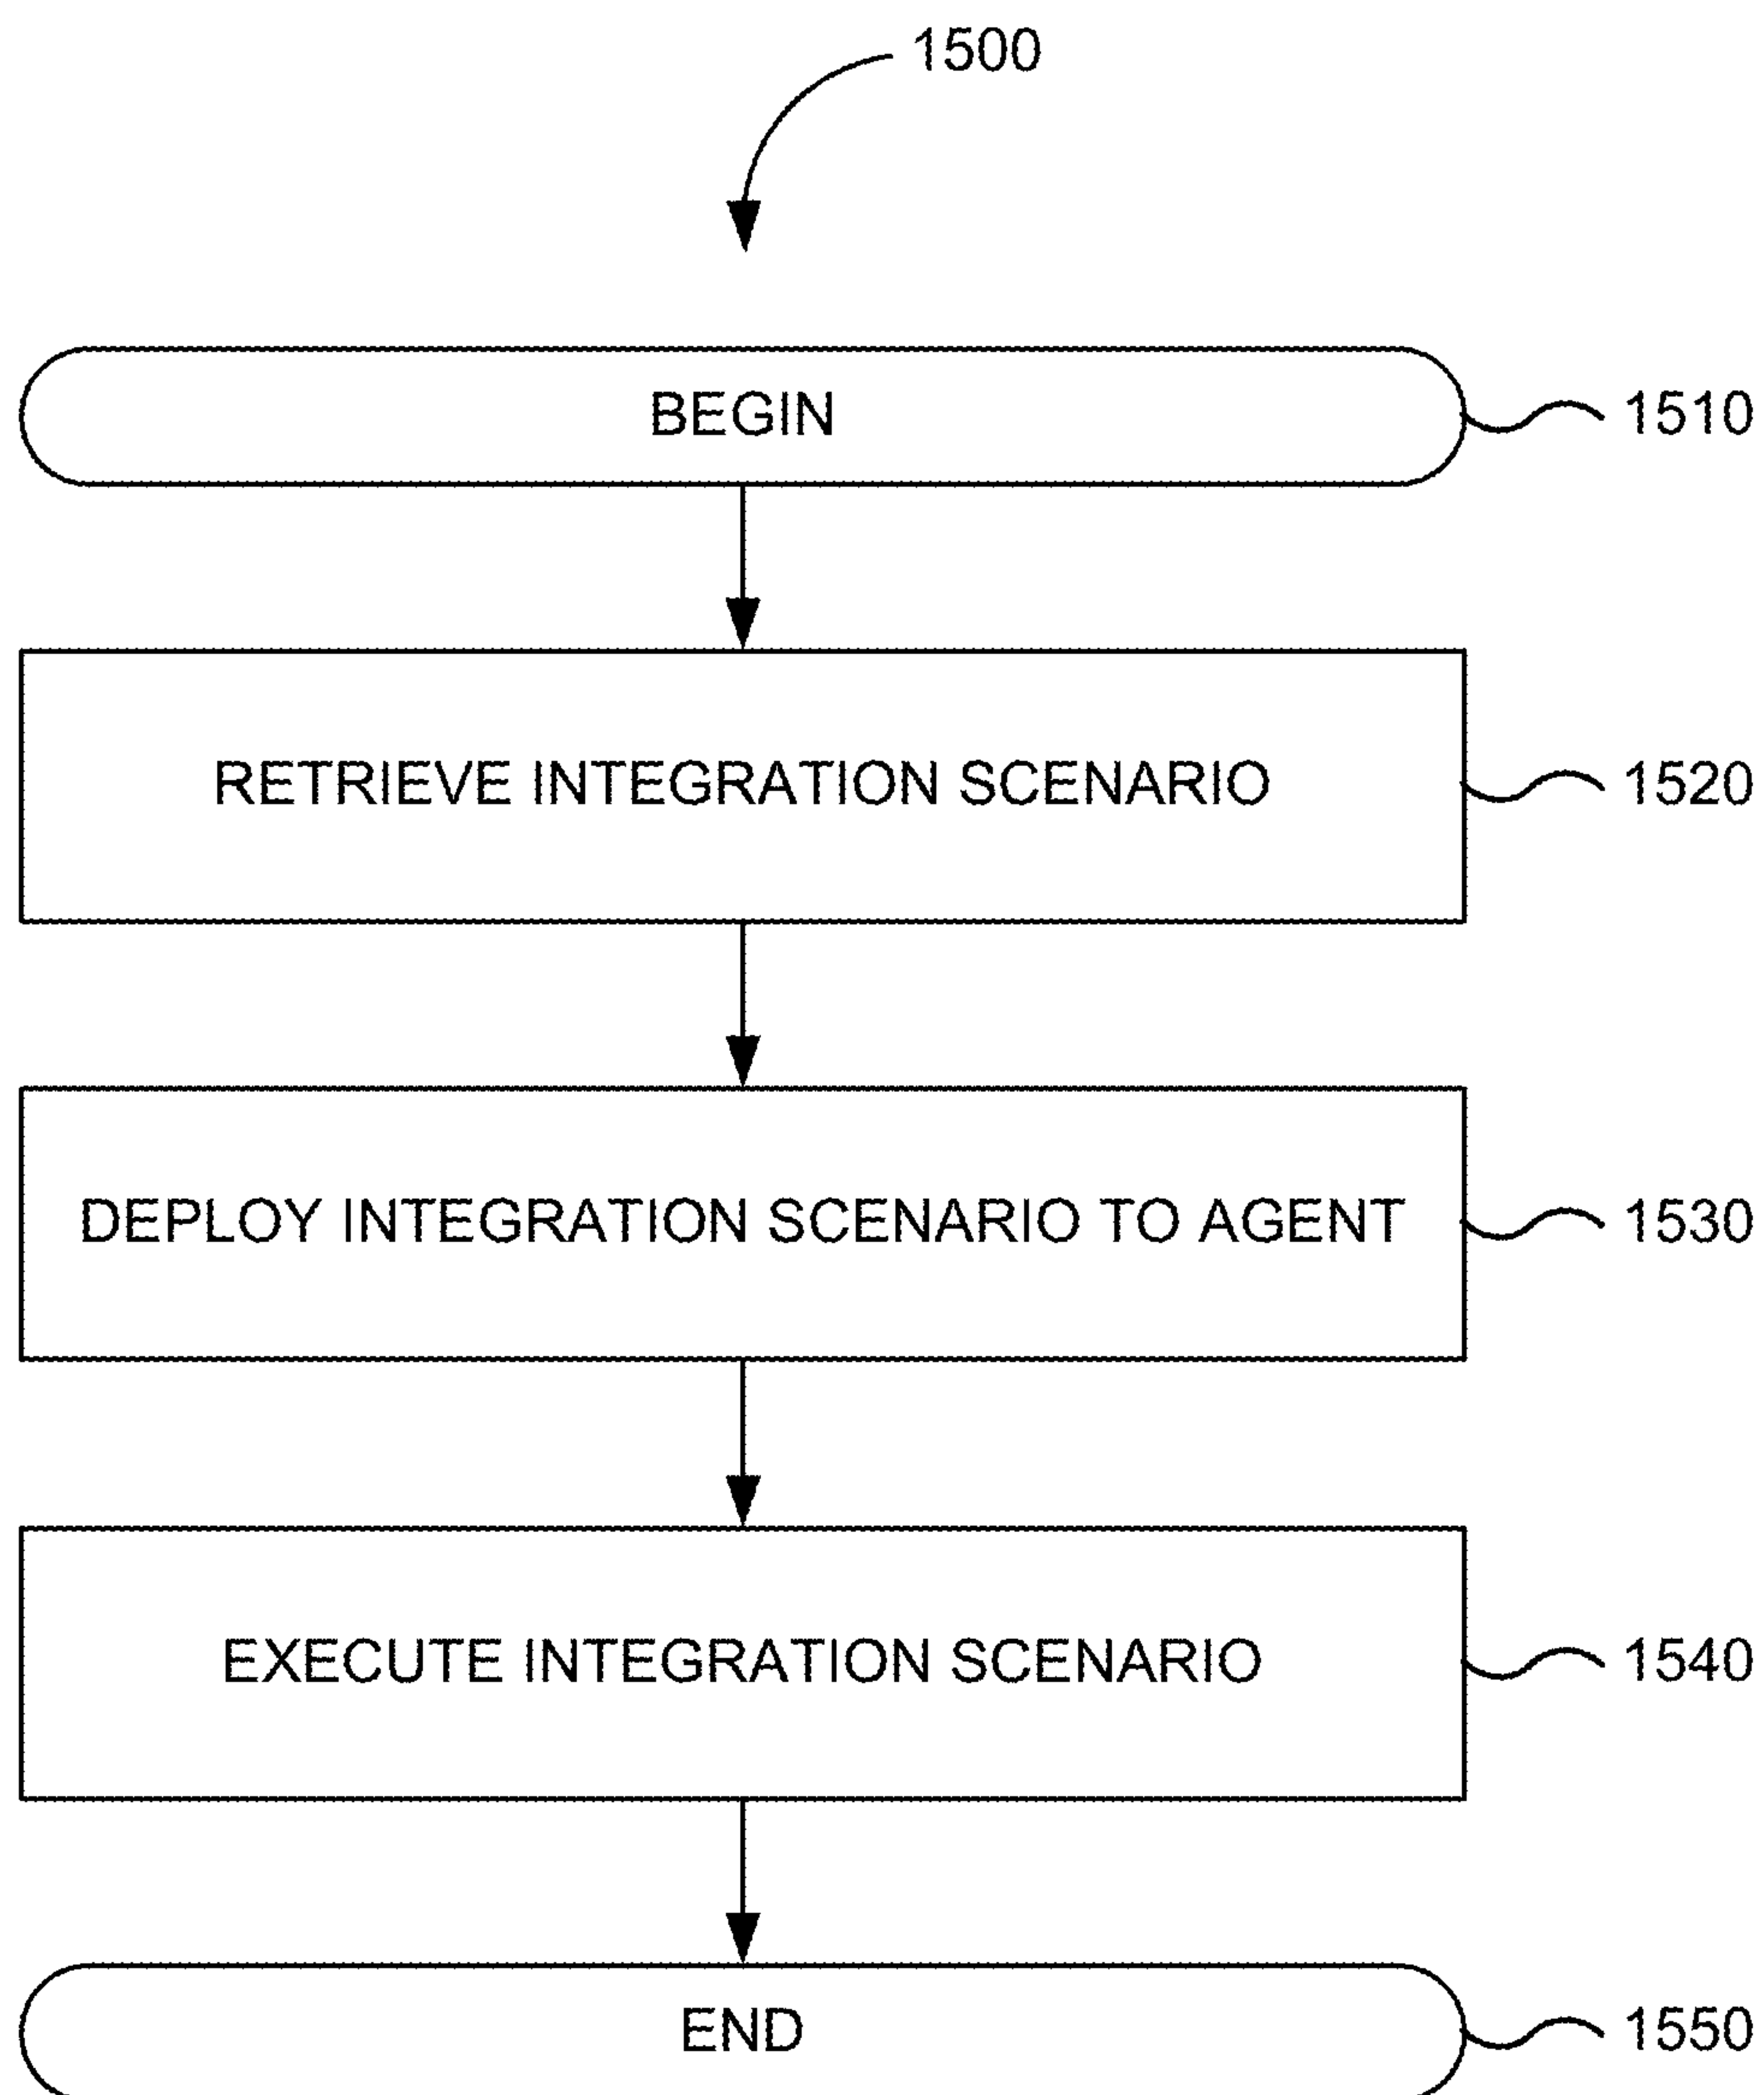 1500
BEGIN 1510
RETRIEVE INTEGRATION SCENARIO 1520
DEPLOY INTEGRATION SCENARIO TO AGENT 1530
EXECUTE INTEGRATION SCENARIO 1540
END 1550